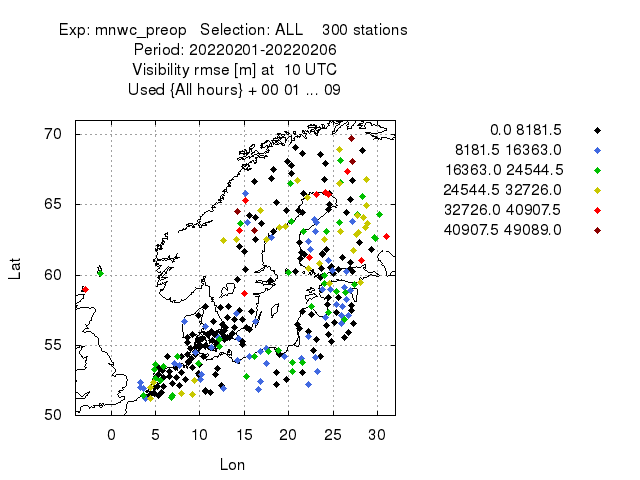 Exp: mnwc_preop Selection: ALL 300 stations
Period: 20220201-20220206
Visibility rmse [m] at 10 UTC
Used {All hours} + 00 01 ... 09
70
65
60
55
50
Lat
0 5 10 15 20 25 30
Lon
0.0 8181.5
8181.5 16363.0
16363.0 24544.5
24544.5 32726.0
32726.0 40907.5
40907.5 49089.0